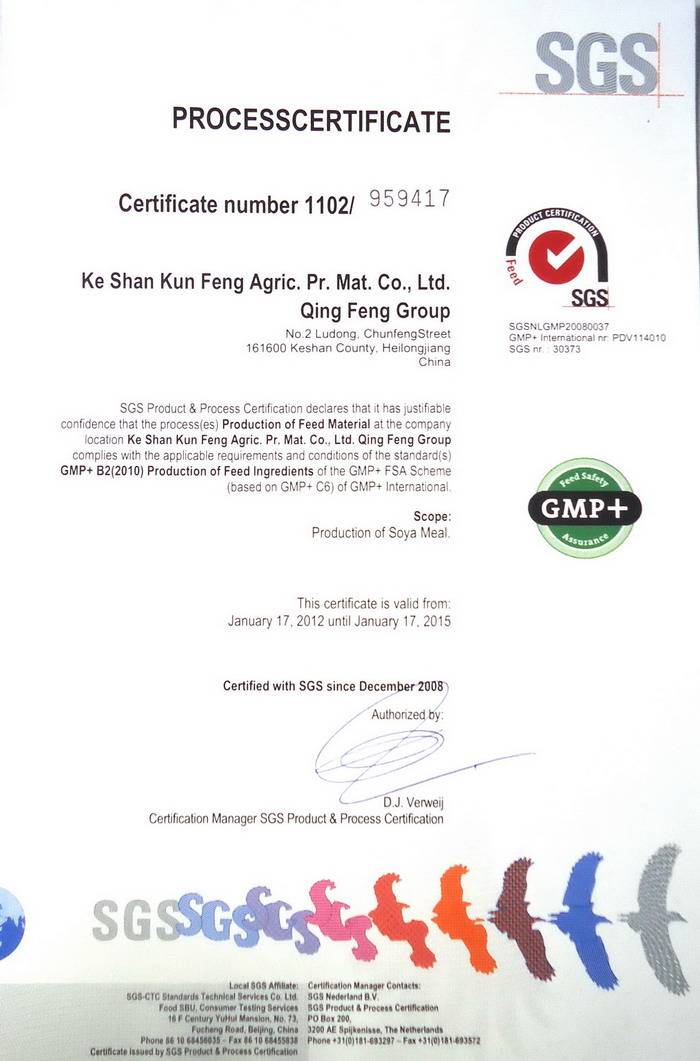 SGS
PROCESSCERTIFICATE
Certificate number 1102/ 959417
PRODUCT CERTIFICATION
Feed
SGS
SGSNLGMP20080037
GMP+ International nr: PDV114010
SGS nr. : 30373
Ke Shan Kun Feng Agric. Pr. Mat. Co., Ltd.
Qing Feng Group
No.2 Ludong, ChunfengStreet
161600 Keshan County, Heilongjiang
China
SGS Product & Process Certification declares that it has justifiable
confidence that the process(es) Production of Feed Material at the company
location Ke Shan Kun Feng Agric. Pr. Mat. Co., Ltd. Qing Feng Group
complies with the applicable requirements and conditions of the standard(s)
GMP+ B2(2010) Production of Feed Ingredients of the GMP+ FSA Scheme
(based on GMP+ C6) of GMP+ International.
Feed Safety
GMP+
Assurance
Scope:
Production of Soya Meal.
This certificate is valid from:
January 17, 2012 until January 17, 2015
Certified with SGS since December 2008
Authorized by:
D.J. Verweij
Certification Manager SGS Product & Process Certification
SGS SGS SGS
Local SGS Affiliate:
SGS-CTC Standards Technical Services Co. Ltd.
Food SBU, Consumer Testing Services
16 F Century YuHui Mansion, No. 73,
Fucheng Road, Beijing, China
Phone 86 10 68456035 – Fax 86 10 68455838
Certificate issued by SGS Product & Process Certification
Certification Manager Contacts:
SGS Nederland B.V.
SGS Product & Process Certification
PO Box 200,
3200 AE Spijkenisse, The Netherlands
Phone +31(0)181-693297 – Fax +31(0)181-693572